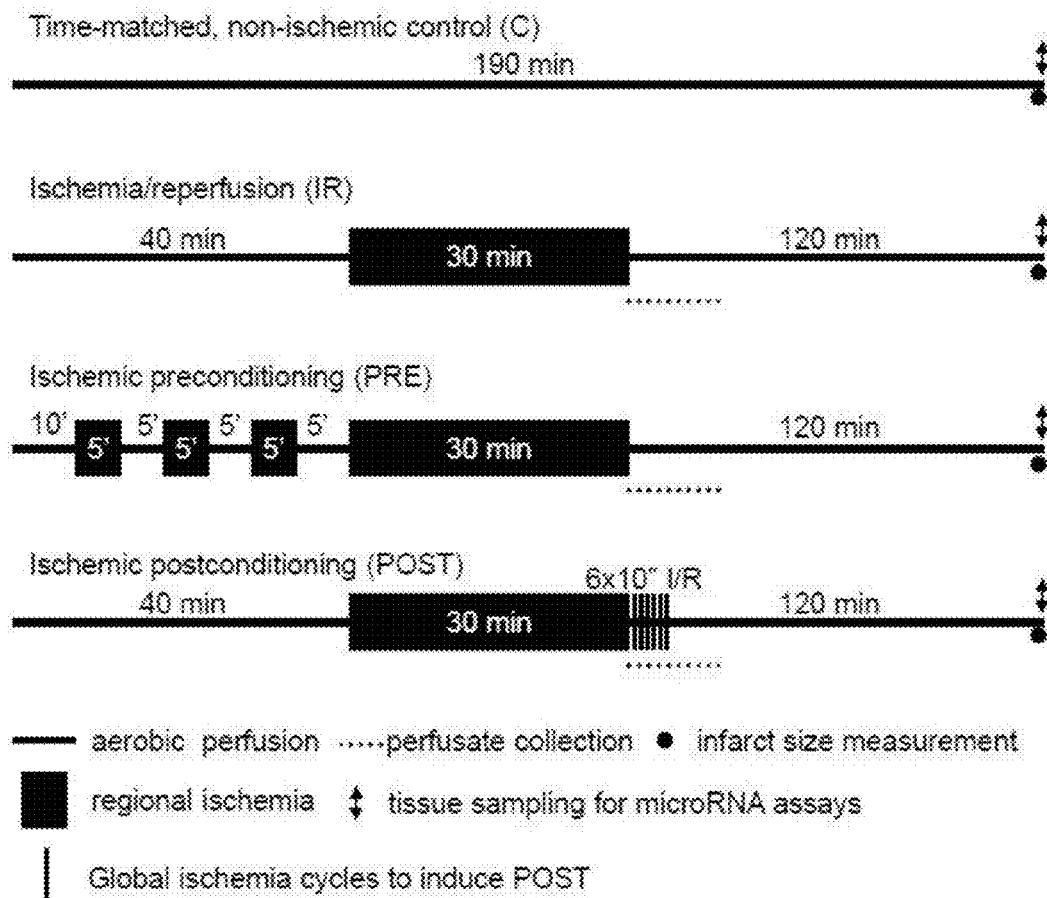 Time-matched, non-ischemic control (C)
190 min
Ischemia/reperfusion (IR)
40 min
30 min
120 min
Ischemic preconditioning (PRE)
10' 5' 5' 5' 5' 5' 5'
30 min
120 min
Ischemic postconditioning (POST)
6x10" I/R
40 min
30 min
120 min
aerobic perfusion
perfusate collection
infarct size measurement
regional ischemia
tissue sampling for microRNA assays
Global ischemia cycles to induce POST